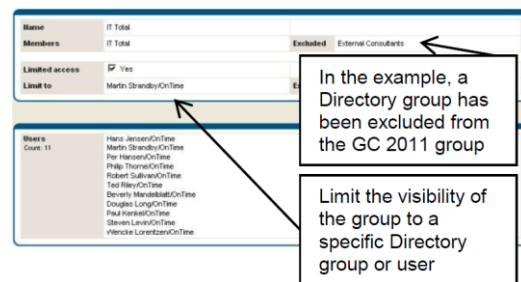 Name IT Total
Members IT Total Excluded External Consultants
Limited access Yes
Limit to Martin Strandby/OnTime
Users Hans Jensen/OnTime
Count: 11 Martin Strandby/OnTime
Per Hansen/OnTime
Philip Thorne/OnTime
Robert Sullivan/OnTime
Ted Riley/OnTime
Beverly Mandelblatt/OnTime
Douglas Long/OnTime
Paul Kenkel/OnTime
Steven Levin/OnTime
Wencke Lorentzen/OnTime
In the example, a
Directory group has
been excluded from
the GC 2011 group
Limit the visibility of
the group to a
specific Directory
group or user